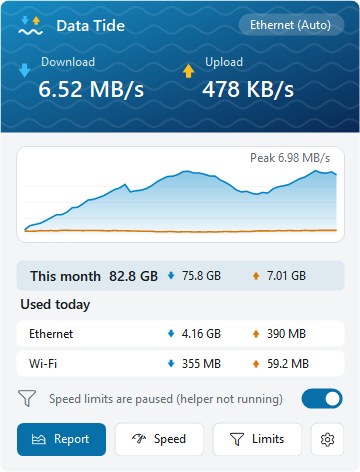 Data Tide
Ethernet (Auto)
Download
Upload
6.52 MB/s
478 KB/s
Peak 6.98 MB/s
This month 82.8 GB 75.8 GB 7.01 GB
Used today
Ethernet 4.16 GB 390 MB
Wi-Fi 355 MB 59.2 MB
Speed limits are paused (helper not running)
Report Speed Limits